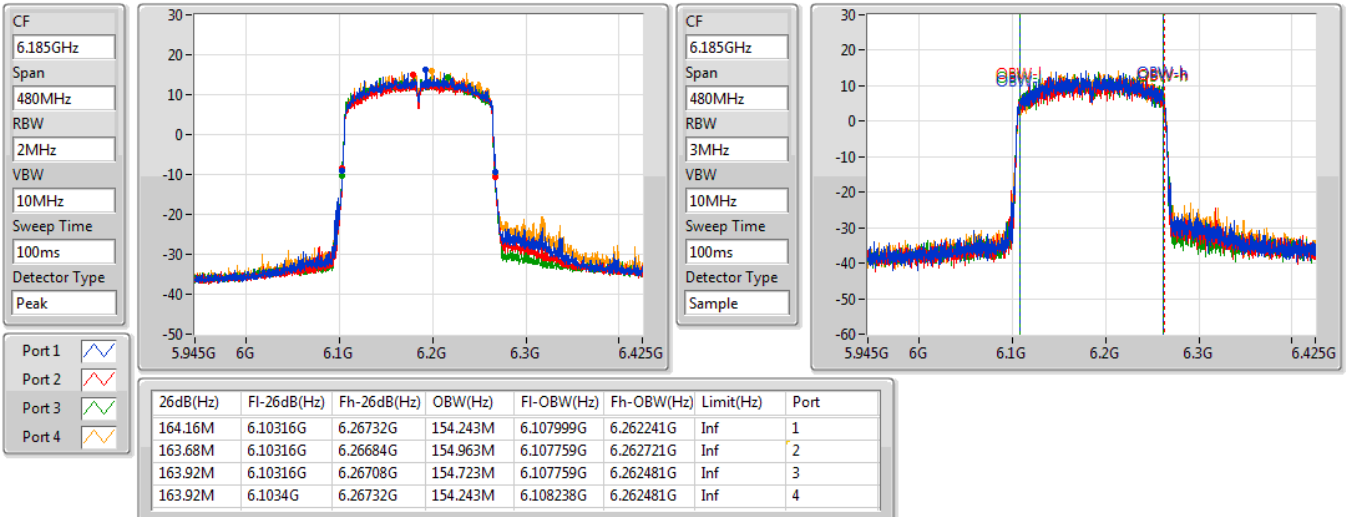 CF
6.185GHz
Span
480MHz
RBW
2MHz
VBW
10MHz
Sweep Time
100ms
Detector Type
Peak
30
20
10
0
-10
-20
-30
-40
-50
5.945G 6G 6.1G 6.2G 6.3G 6.425G
CF
6.185GHz
Span
480MHz
RBW
3MHz
VBW
10MHz
Sweep Time
100ms
Detector Type
Sample
30
20
10
0
-10
-20
-30
-40
-50
-60
OBW-l OBW-h
5.945G 6G 6.1G 6.2G 6.3G 6.425G
Port 1
Port 2
Port 3
Port 4
26dB(Hz) Fl-26dB(Hz) Fh-26dB(Hz) OBW(Hz) Fl-OBW(Hz) Fh-OBW(Hz) Limit(Hz) Port
164.16M 6.10316G 6.26732G 154.243M 6.107999G 6.262241G Inf 1
163.68M 6.10316G 6.26684G 154.963M 6.107759G 6.262721G Inf 2
163.92M 6.10316G 6.26708G 154.723M 6.107759G 6.262481G Inf 3
163.92M 6.1034G 6.26732G 154.243M 6.108238G 6.262481G Inf 4